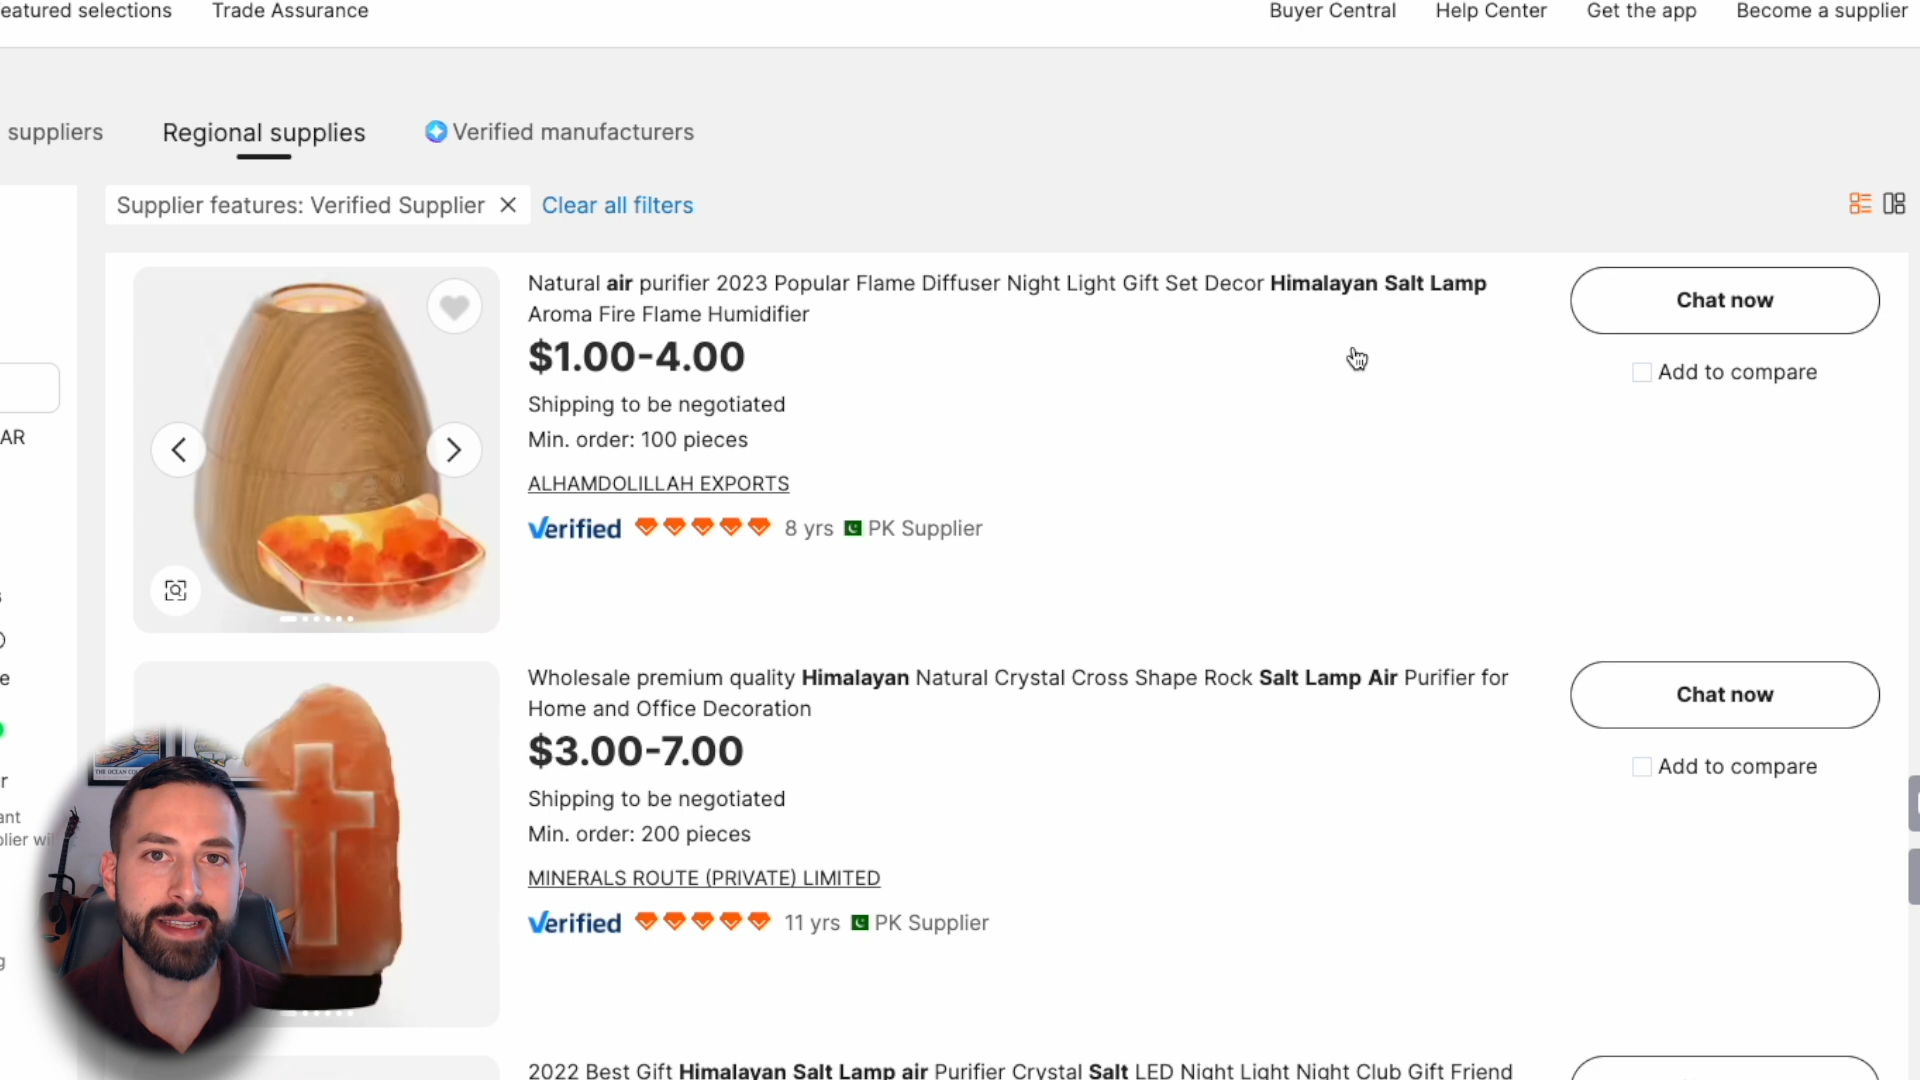 eatured selections
Trade Assurance
Buyer Central
Help Center
Get the app
Become a supplier
suppliers
Regional supplies
Verified manufacturers
Supplier features: Verified Supplier
Clear all filters
AR
Natural air purifier 2023 Popular Flame Diffuser Night Light Gift Set Decor Himalayan Salt Lamp
Aroma Fire Flame Humidifier
$1.00-4.00
Shipping to be negotiated
Min. order: 100 pieces
ALHAMDOLILLAH EXPORTS
Verified 8 yrs PK Supplier
Chat now
Add to compare
Wholesale premium quality Himalayan Natural Crystal Cross Shape Rock Salt Lamp Air Purifier for
Home and Office Decoration
$3.00-7.00
Shipping to be negotiated
Min. order: 200 pieces
MINERALS ROUTE (PRIVATE) LIMITED
Verified 11 yrs PK Supplier
Chat now
Add to compare
e
r
ant
plier wil
g
2022 Best Gift Himalayan Salt Lamp air Purifier Crystal Salt LED Night Light Night Club Gift Friend